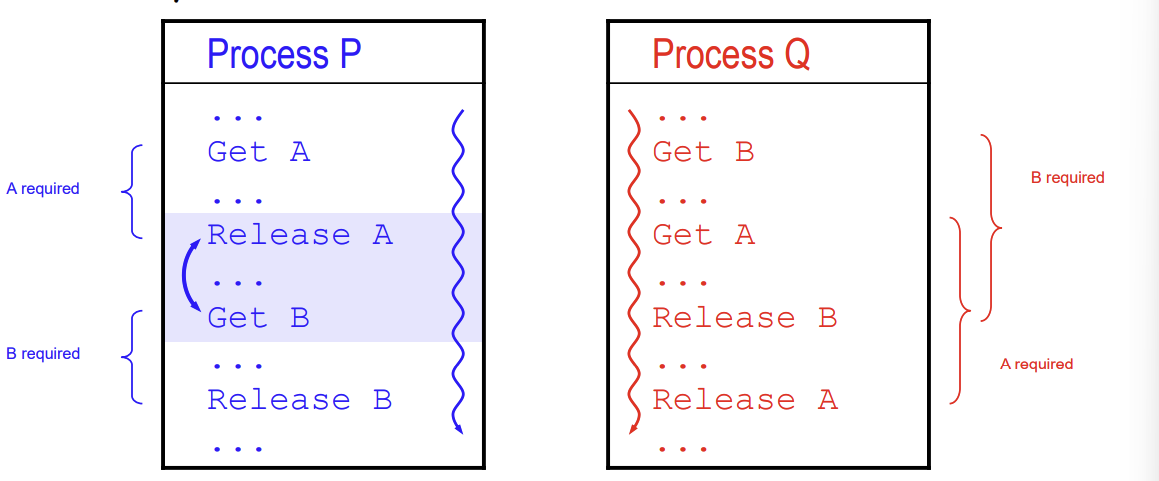 Process P
...
Get A
...
Release A
...
Get B
...
Release B
...
A required
B required
Process Q
...
Get B
...
Get A
...
Release B
...
Release A
...
B required
A required